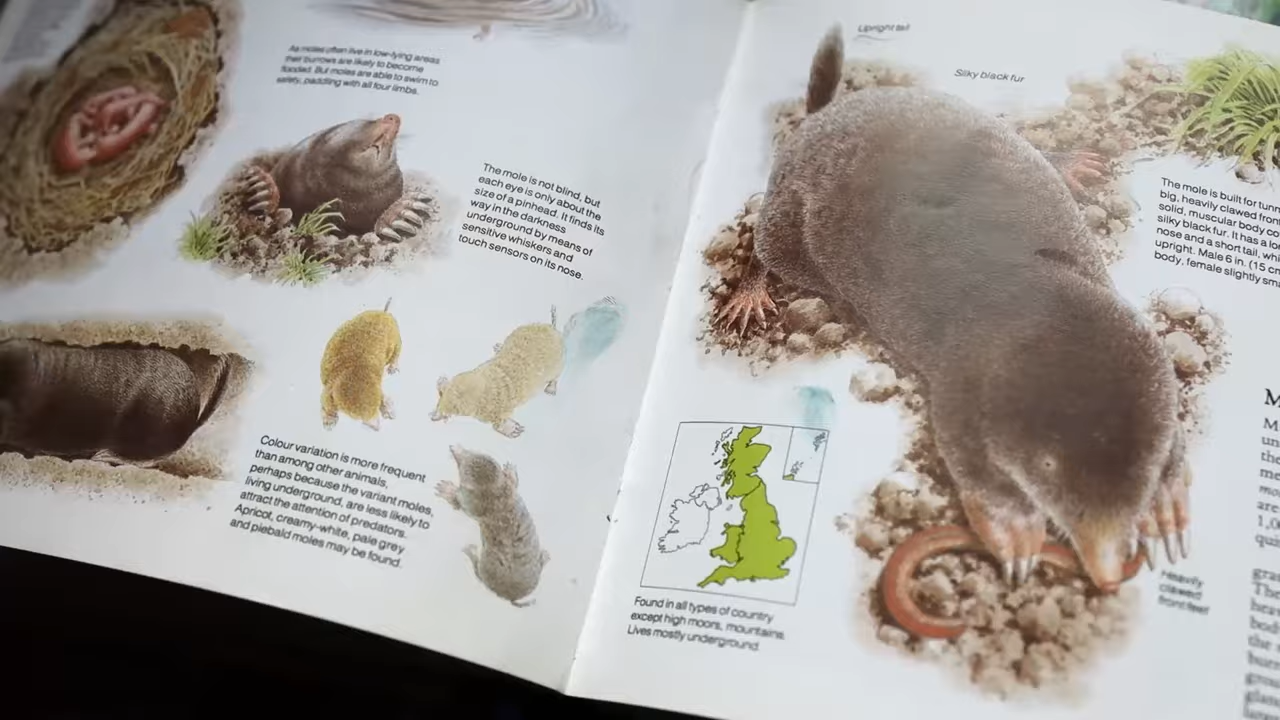 As moles often live in low-lying areas
their burrows are likely to become
flooded. But moles are able to swim to
safety, paddling with all four limbs.
The mole is not blind, but
each eye is only about the
size of a pinhead. It finds its
way in the darkness
underground by means of
sensitive whiskers and
touch sensors on its nose.
Colour variation is more frequent
than among other animals,
perhaps because the variant moles,
living underground, are less likely to
attract the attention of predators.
Apricot, creamy-white, pale grey
and piebald moles may be found.
Upright tail
Silky black fur
The mole is built for
big, heavily clawed
solid, muscular body
silky black fur. It has a
nose and a short tail,
upright. Male 6 in. (15
body, female slightly
Found in all types of country
except high moors, mountains.
Lives mostly underground.
Heavily
clawed
front feet
M
M
un
the
me
are
1,0
qui